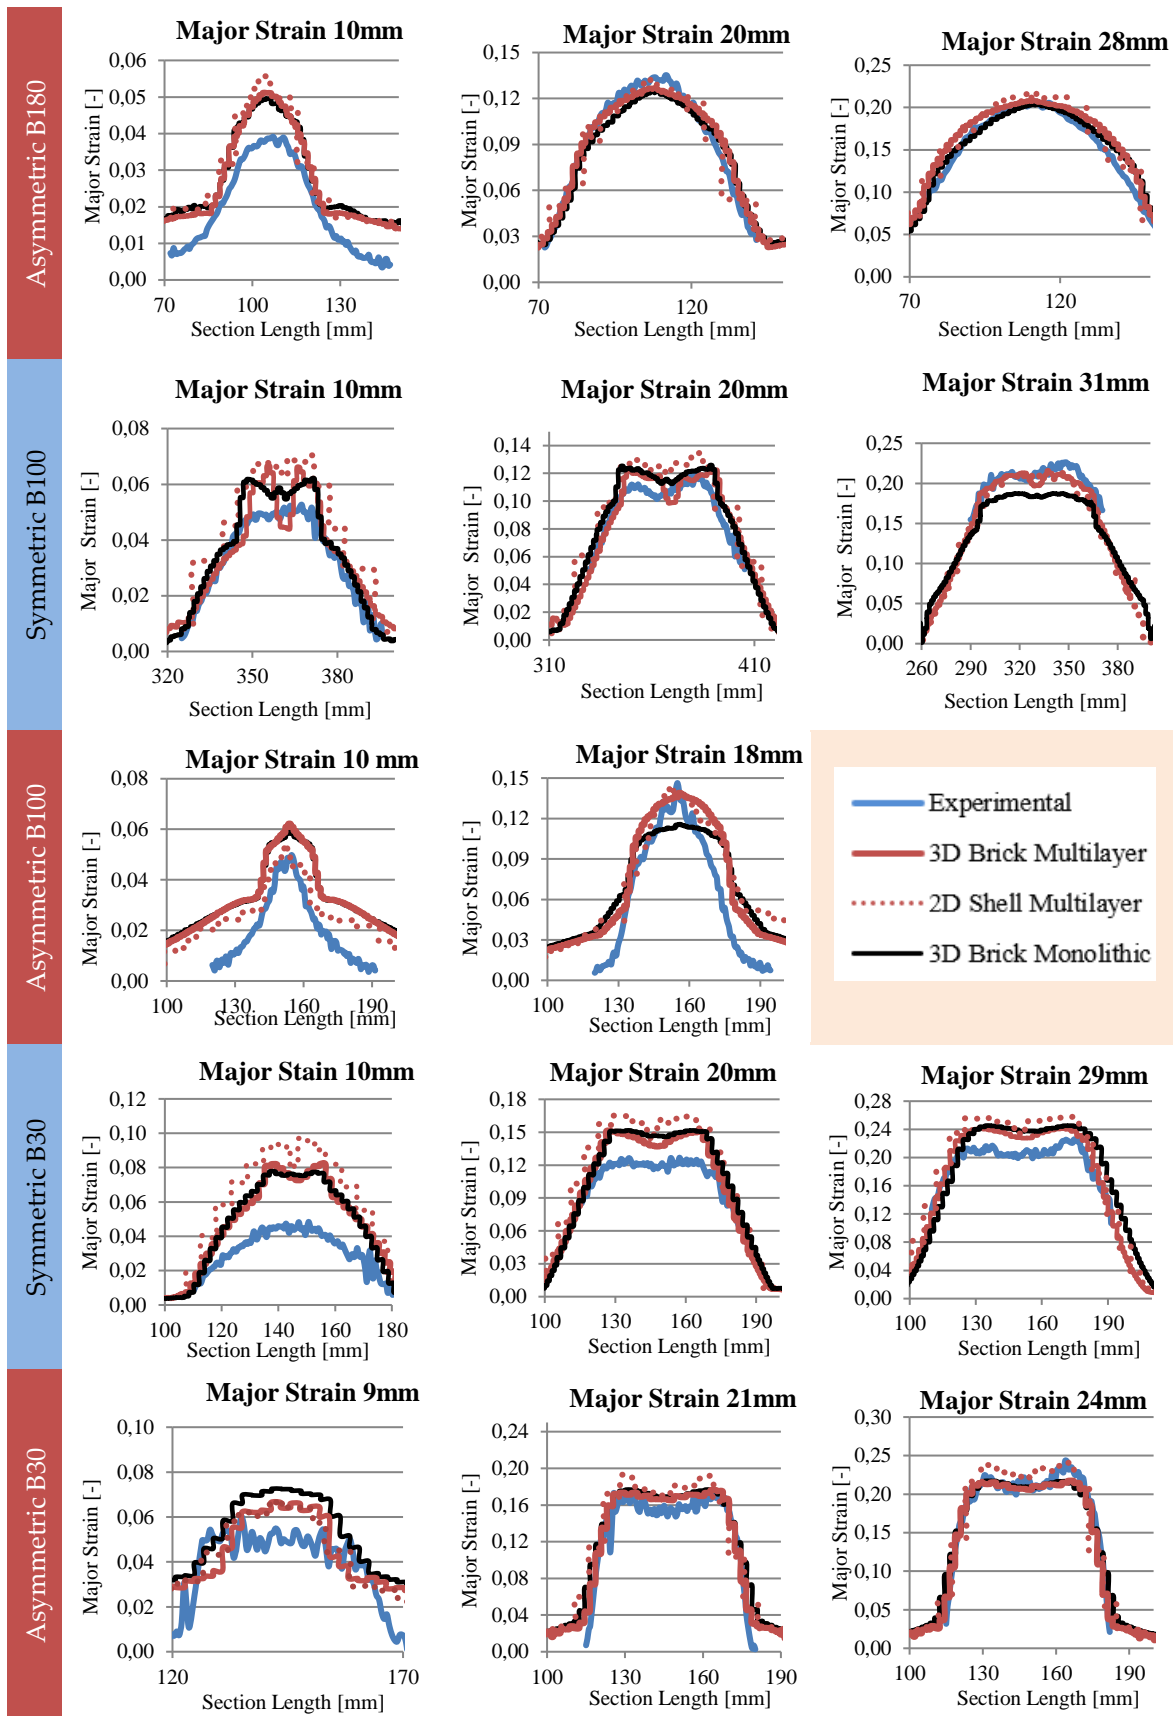 Asymmetric B180
Major Strain 10mm
Major Strain [-]
0,06
0,05
0,04
0,03
0,02
0,01
0,00
70 100 130
Section Length [mm]
Major Strain 20mm
Major Strain [-]
0,15
0,12
0,09
0,06
0,03
0,00
70 120
Section Length [mm]
Major Strain 28mm
Major Strain [-]
0,25
0,20
0,15
0,10
0,05
0,00
70 120
Section Length [mm]
Symmetric B100
Major Strain 10mm
Major Strain [-]
0,08
0,06
0,04
0,02
0,00
320 350 380
Section Length [mm]
Major Strain 20mm
Major Strain [-]
0,14
0,12
0,10
0,08
0,06
0,04
0,02
0,00
310 410
Section Length [mm]
Major Strain 31mm
Major Strain [-]
0,25
0,20
0,15
0,10
0,05
0,00
260 290 320 350 380
Section Length [mm]
Asymmetric B100
Major Strain 10 mm
Major Strain [-]
0,08
0,06
0,04
0,02
0,00
100 130 160 190
Section Length [mm]
Major Strain 18mm
Major Strain [-]
0,15
0,12
0,09
0,06
0,03
0,00
100 130 160 190
Section Length [mm]
Experimental
3D Brick Multilayer
2D Shell Multilayer
3D Brick Monolithic
Symmetric B30
Major Stain 10mm
Major Strain [-]
0,12
0,10
0,08
0,06
0,04
0,02
0,00
100 120 140 160 180
Section Length [mm]
Major Strain 20mm
Major Strain [-]
0,18
0,15
0,12
0,09
0,06
0,03
0,00
100 130 160 190
Section Length [mm]
Major Strain 29mm
Major Strain [-]
0,28
0,24
0,20
0,16
0,12
0,08
0,04
0,00
100 130 160 190
Section Length [mm]
Asymmetric B30
Major Strain 9mm
Major Strain [-]
0,10
0,08
0,06
0,04
0,02
0,00
120 170
Section Length [mm]
Major Strain 21mm
Major Strain [-]
0,24
0,20
0,16
0,12
0,08
0,04
0,00
100 130 160 190
Section Length [mm]
Major Strain 24mm
Major Strain [-]
0,30
0,25
0,20
0,15
0,10
0,05
0,00
100 130 160 190
Section Length [mm]